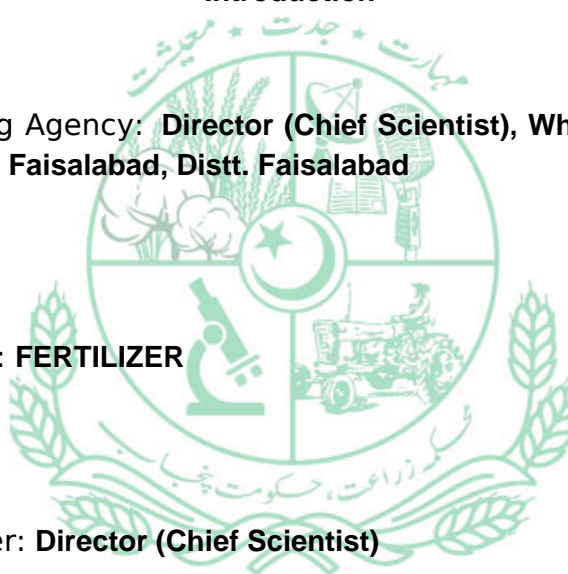 Introduction
مہارت ٭ جدت ٭ معیشت
g Agency: Director (Chief Scientist), Wh
Faisalabad, Distt. Faisalabad
: FERTILIZER
محکمہ زراعت، حکومت پنجاب
er: Director (Chief Scientist)